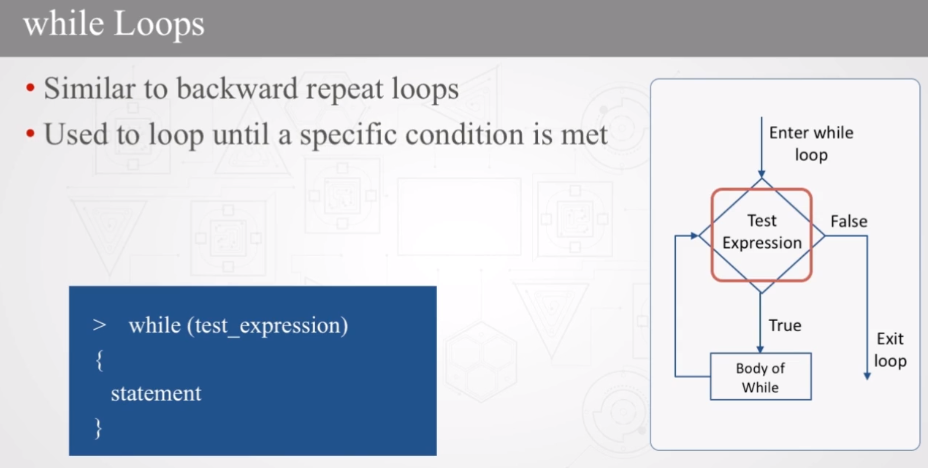 while Loops
• Similar to backward repeat loops
• Used to loop until a specific condition is met
> while (test_expression)
{
statement
}
Enter while
loop
Test
Expression
False
True
Body of
While
Exit
loop